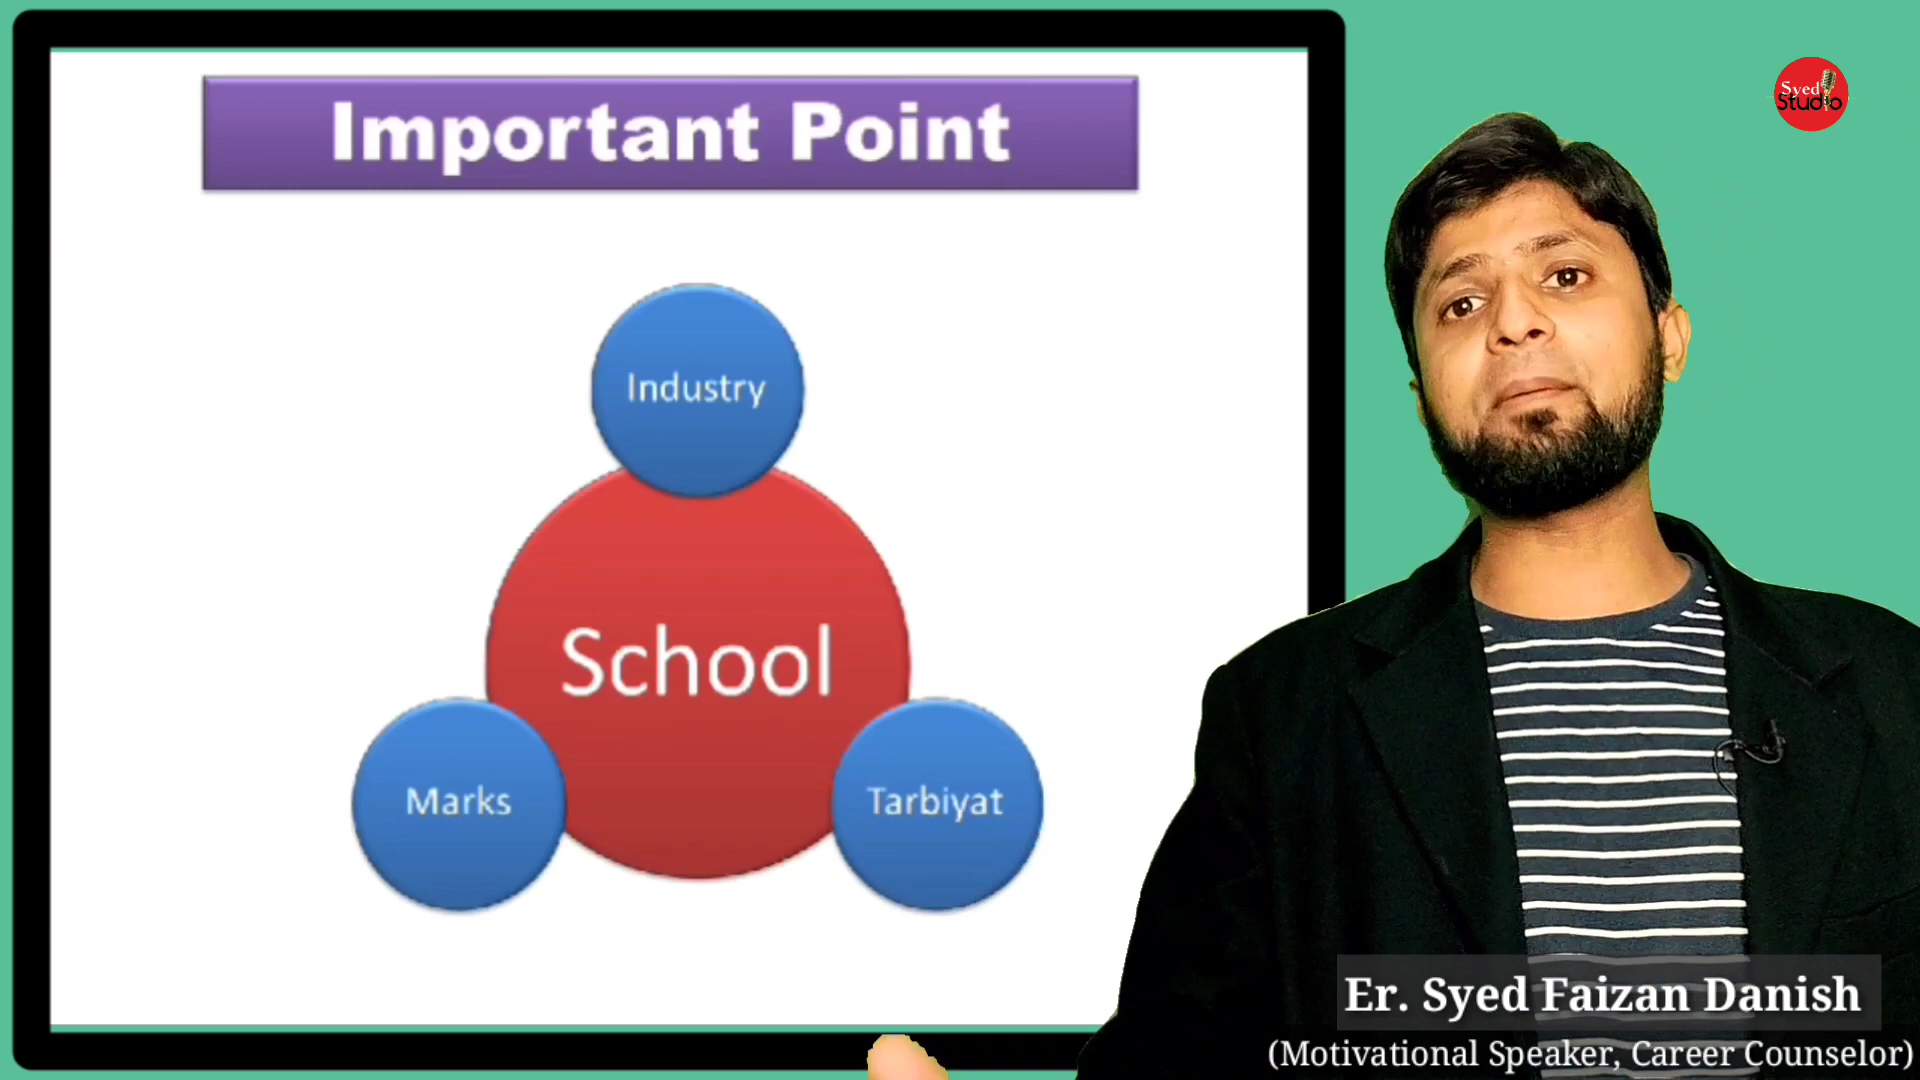 Important Point
Syed
Studio
Industry
School
Marks
Tarbiyat
Er. Syed Faizan Danish
(Motivational Speaker, Career Counselor)